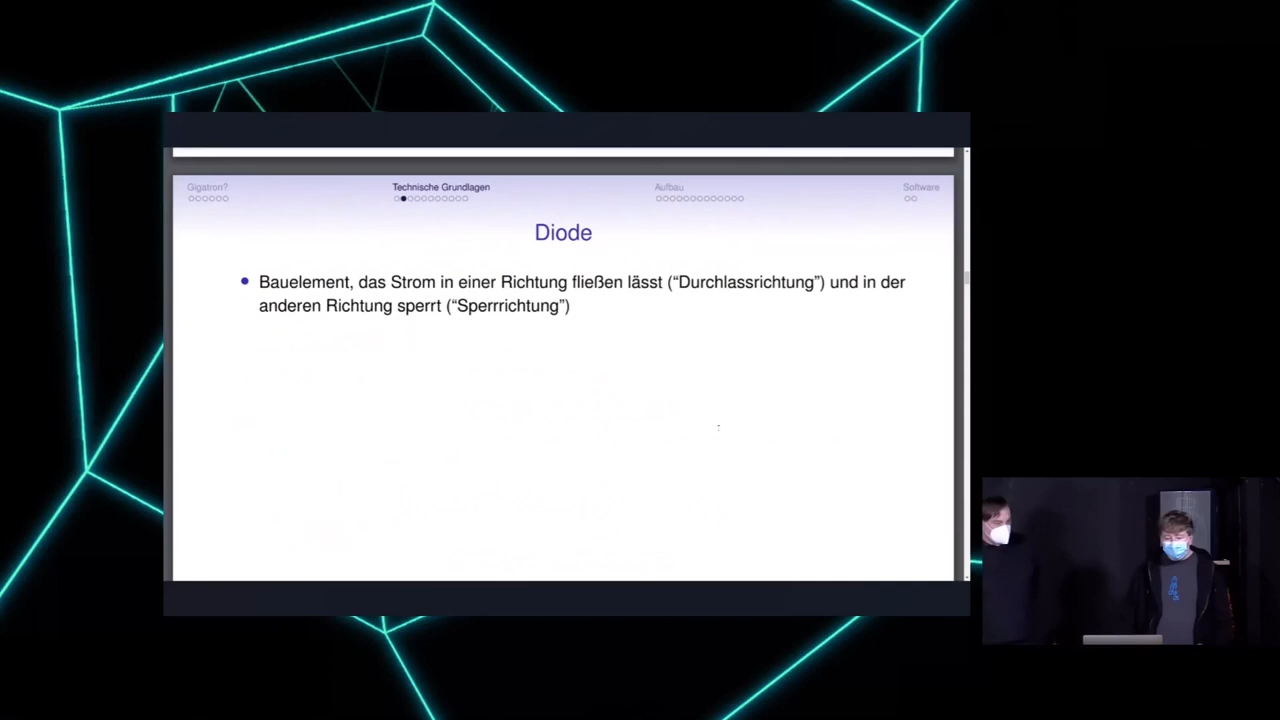 Gigatron?
Technische Grundlagen
Aufbau
Software
Diode
Bauelement, das Strom in einer Richtung fließen lässt (“Durchlassrichtung”) und in der
anderen Richtung sperrt (“Sperrrichtung”)